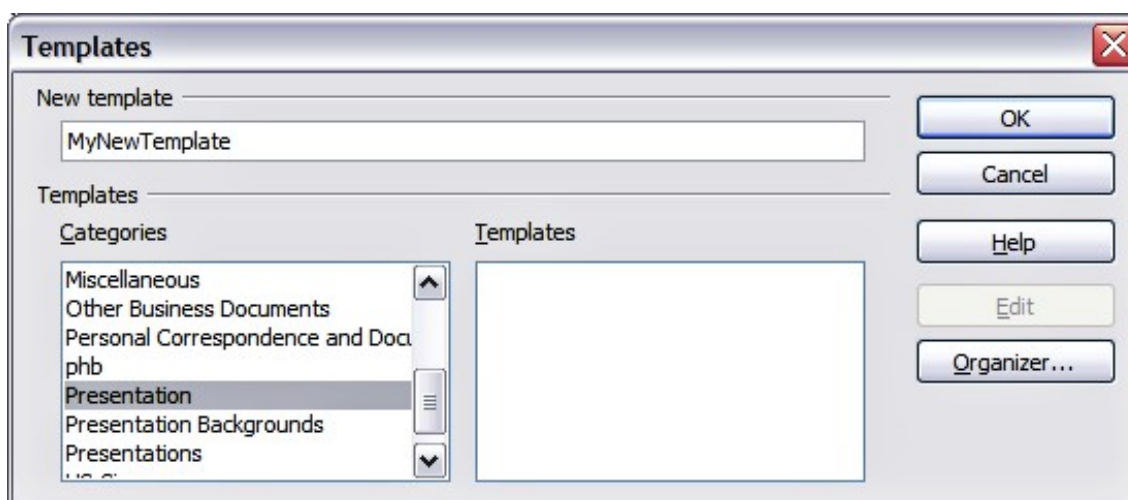 Templates
New template
MyNewTemplate
OK
Cancel
Templates
Categories
Templates
Help
Miscellaneous
Other Business Documents
Personal Correspondence and Docu
phb
Presentation
Presentation Backgrounds
Presentations
Edit
Organizer...